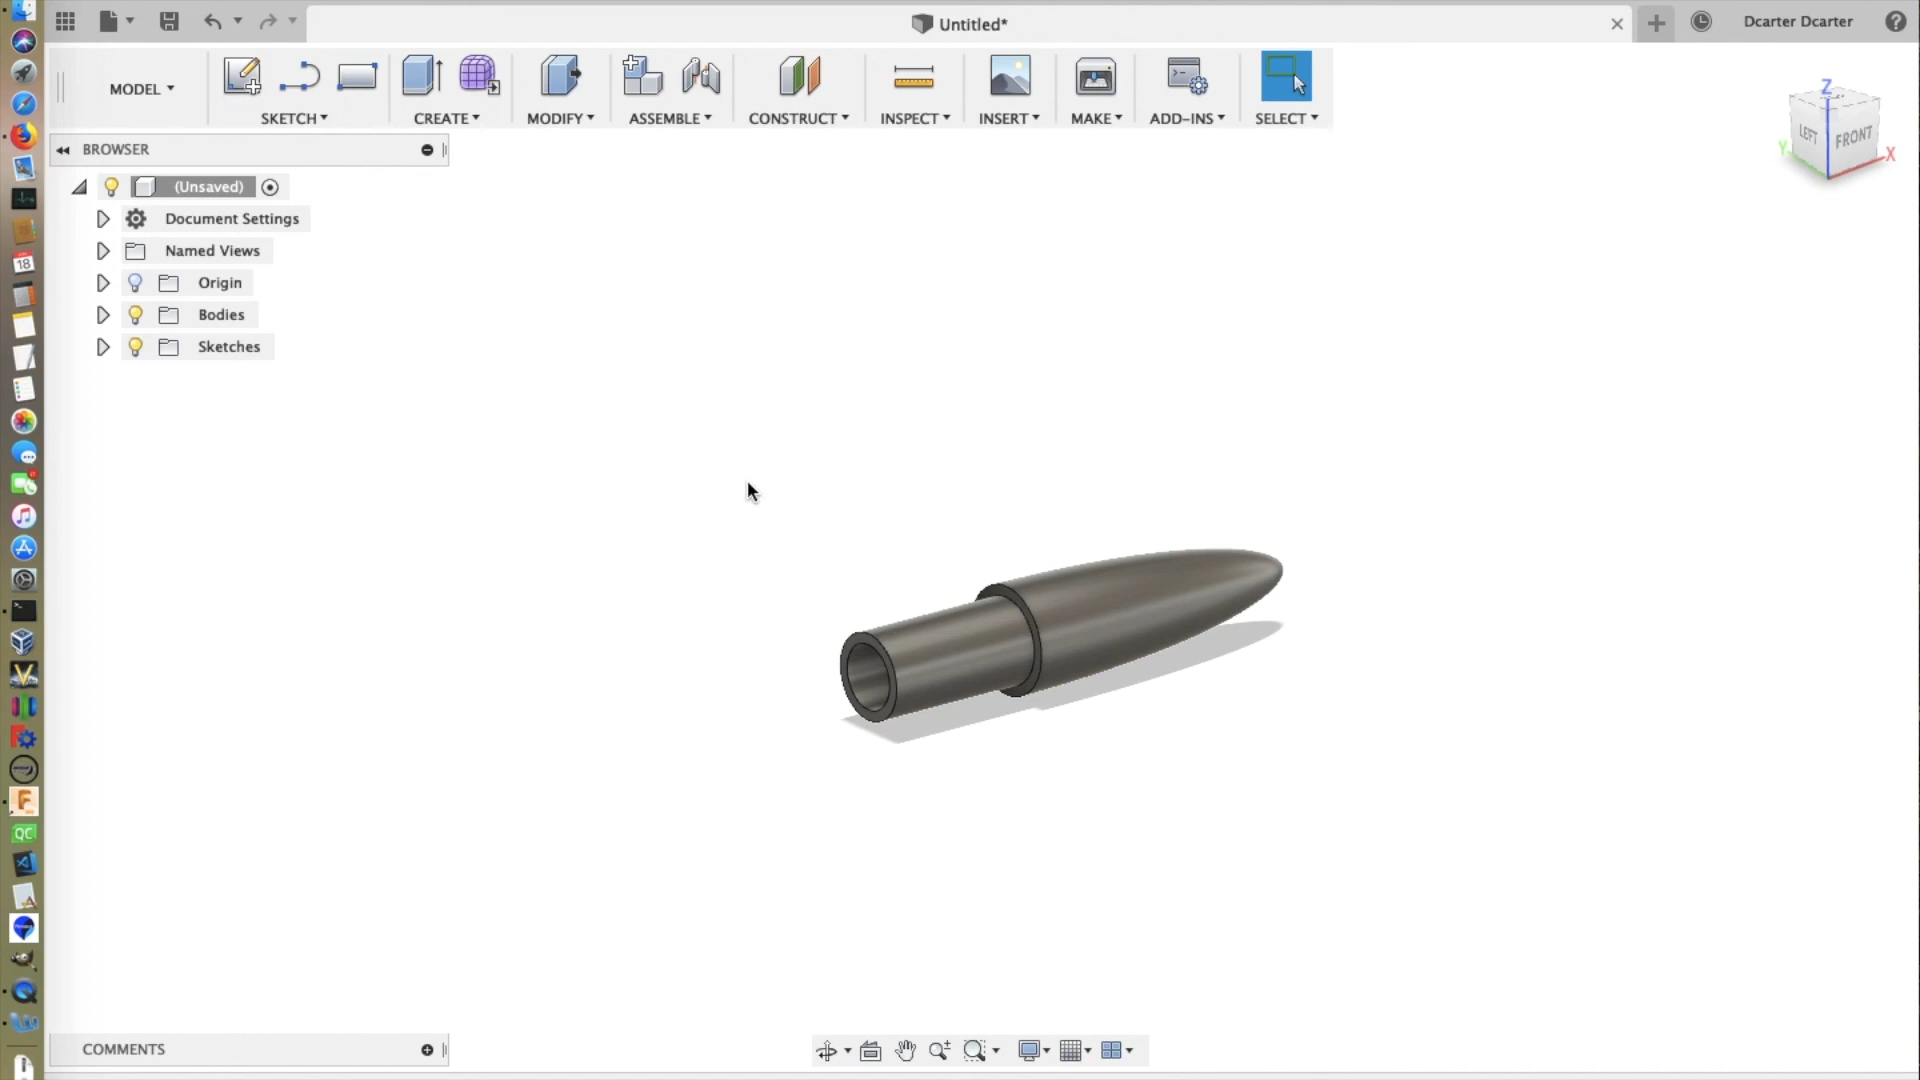 Untitled*
Dcarter Dcarter
MODEL
SKETCH
CREATE
MODIFY
ASSEMBLE
CONSTRUCT
INSPECT
INSERT
MAKE
ADD-INS
SELECT
BROWSER
(Unsaved)
Document Settings
Named Views
Origin
Bodies
Sketches
Z
LEFT
FRONT
Y
X
18
QC
COMMENTS